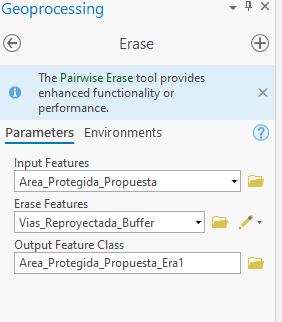 Geoprocessing
Erase
The Pairwise Erase tool provides
enhanced functionality or
performance.
Parameters Environments
Input Features
Area_Protegida_Propuesta
Erase Features
Vias_Reproyectada_Buffer
Output Feature Class
Area_Protegida_Propuesta_Era1